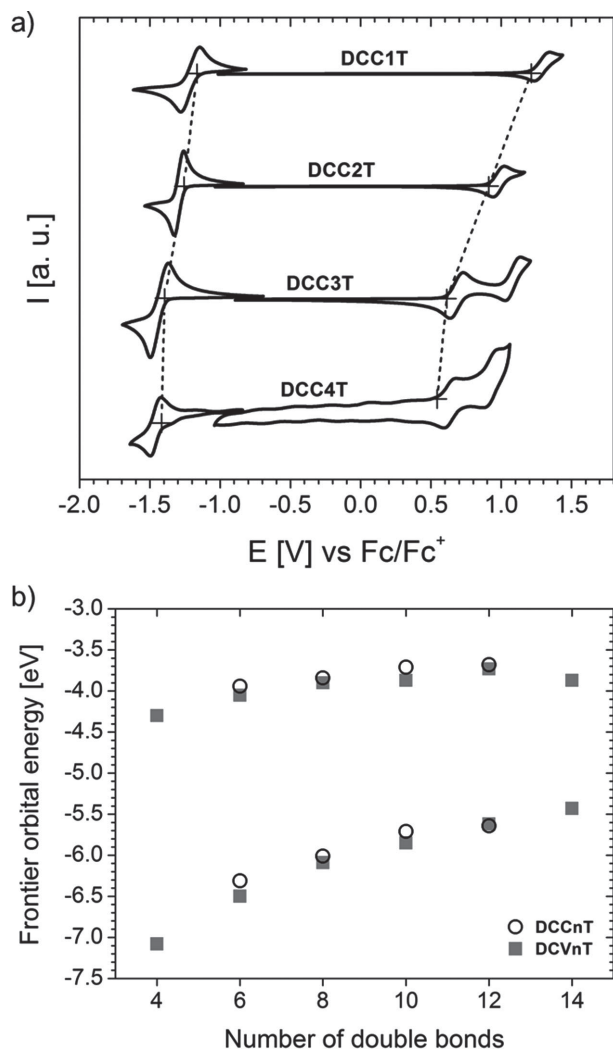 a)
DCC1T
DCC2T
DCC3T
DCC4T
I [a. u.]
-2.0 -1.5 -1.0 -0.5 0.0 0.5 1.0 1.5
E [V] vs Fc/Fc+
b)
-3.0
-3.5
-4.0
-4.5
-5.0
-5.5
-6.0
-6.5
-7.0
-7.5
Frontier orbital energy [eV]
DCCnT
DCVnT
4 6 8 10 12 14
Number of double bonds